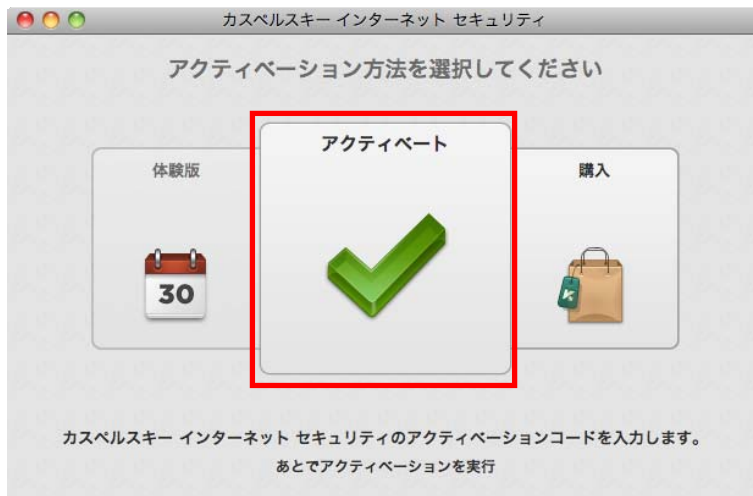 カスペルスキー インターネット セキュリティ
アクティベーション方法を選択してください
体験版
アクティベート
購入
30
カスペルスキー インターネット セキュリティのアクティベーションコードを入力します。
あとでアクティベーションを実行